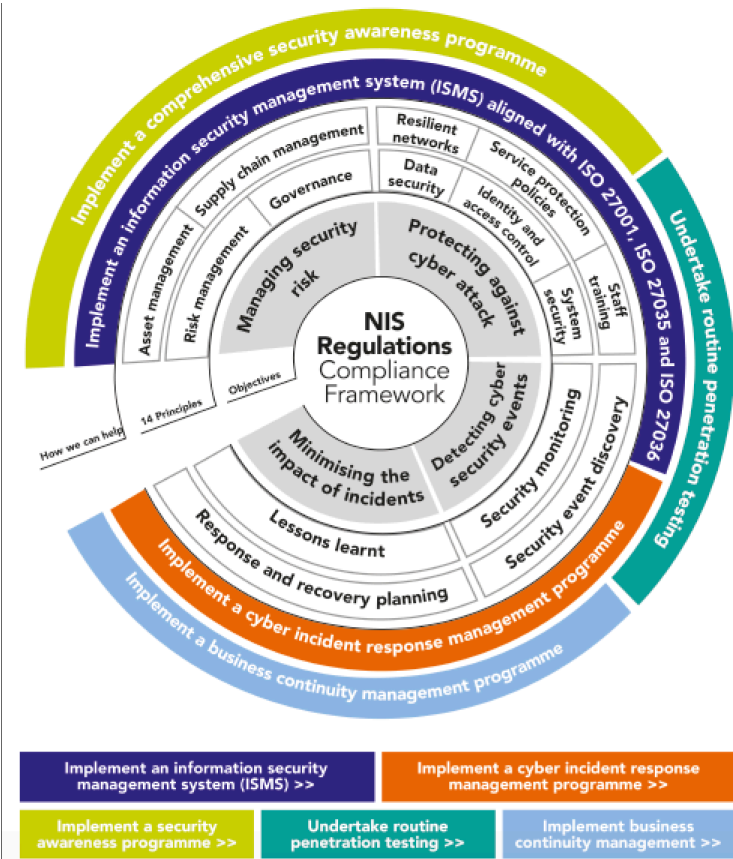 Implement a comprehensive security awareness programme
Implement an information security management system (ISMS) aligned with ISO 27001, ISO 27035 and ISO 27036
Undertake routine penetration testing
Supply chain management
Asset management
Governance
Risk management
Resilient
networks
Service protection
policies
Data
security
Identity and
access control
System
security
Staff
training
Managing security
risk
Protecting against
cyber attack
NIS
Regulations
Compliance
Framework
Objectives
14 Principles
How we can help
Minimising the
impact of incidents
Detecting cyber
security events
Security monitoring
Security event discovery
Lessons learnt
Response and recovery planning
Implement a cyber incident response management programme
Implement a business continuity management programme
Implement an information security
management system (ISMS) >>
Implement a cyber incident response
management programme >>
Implement a security
awareness programme >>
Undertake routine
penetration testing >>
Implement business
continuity management >>